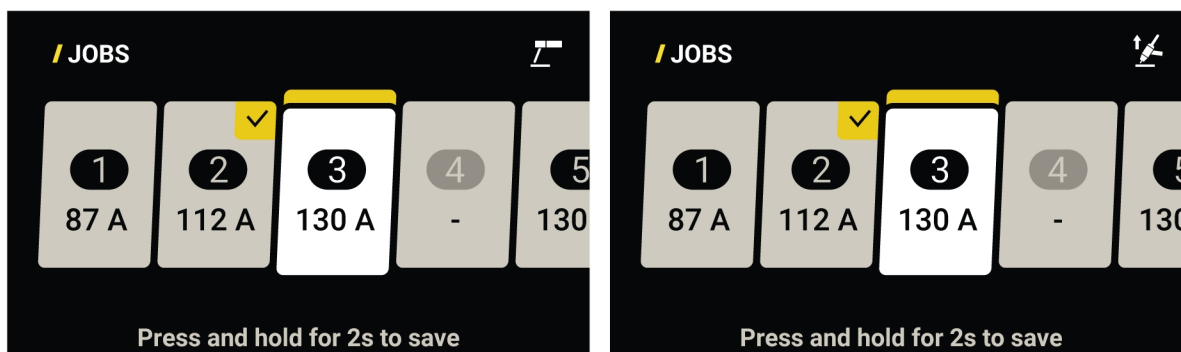 JOBS
1 2 3 4 5
87 A 112 A 130 A - 130
Press and hold for 2s to save
JOBS
1 2 3 4
87 A 112 A 130 A -
Press and hold for 2s to save